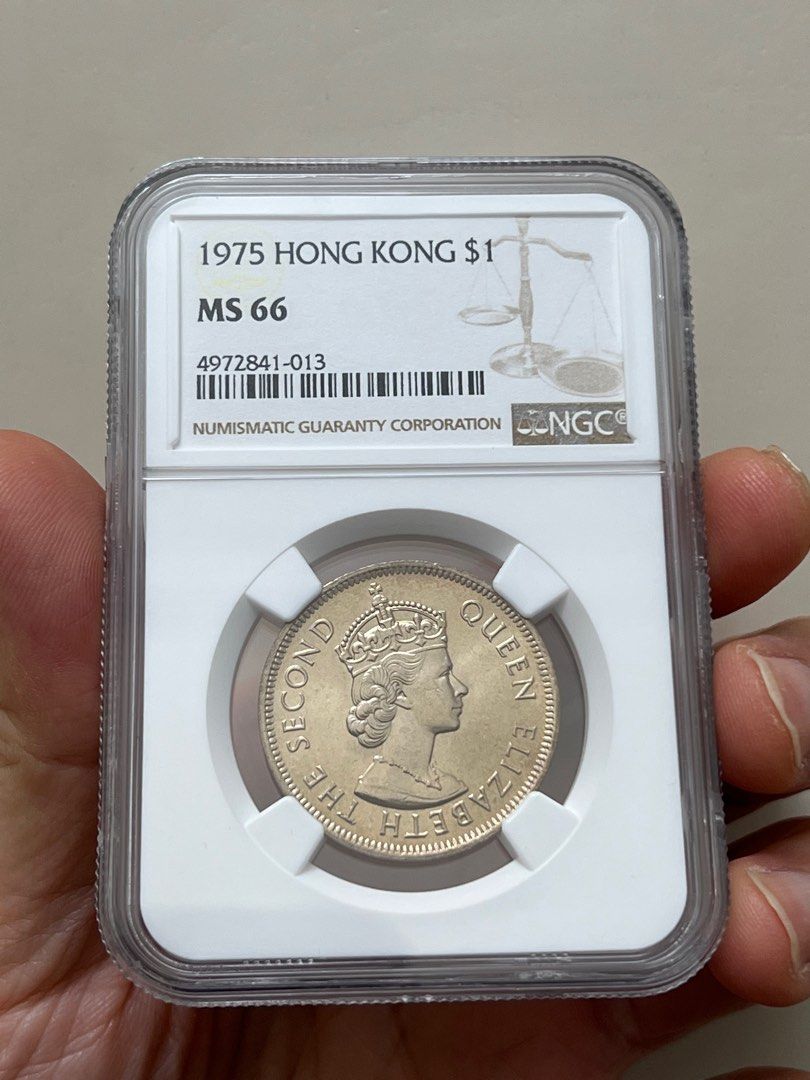 1975 HONG KONG $1
MS 66
4972841-013
NUMISMATIC GUARANTY CORPORATION
NGC®
QUEEN ELIZABETH THE SECOND